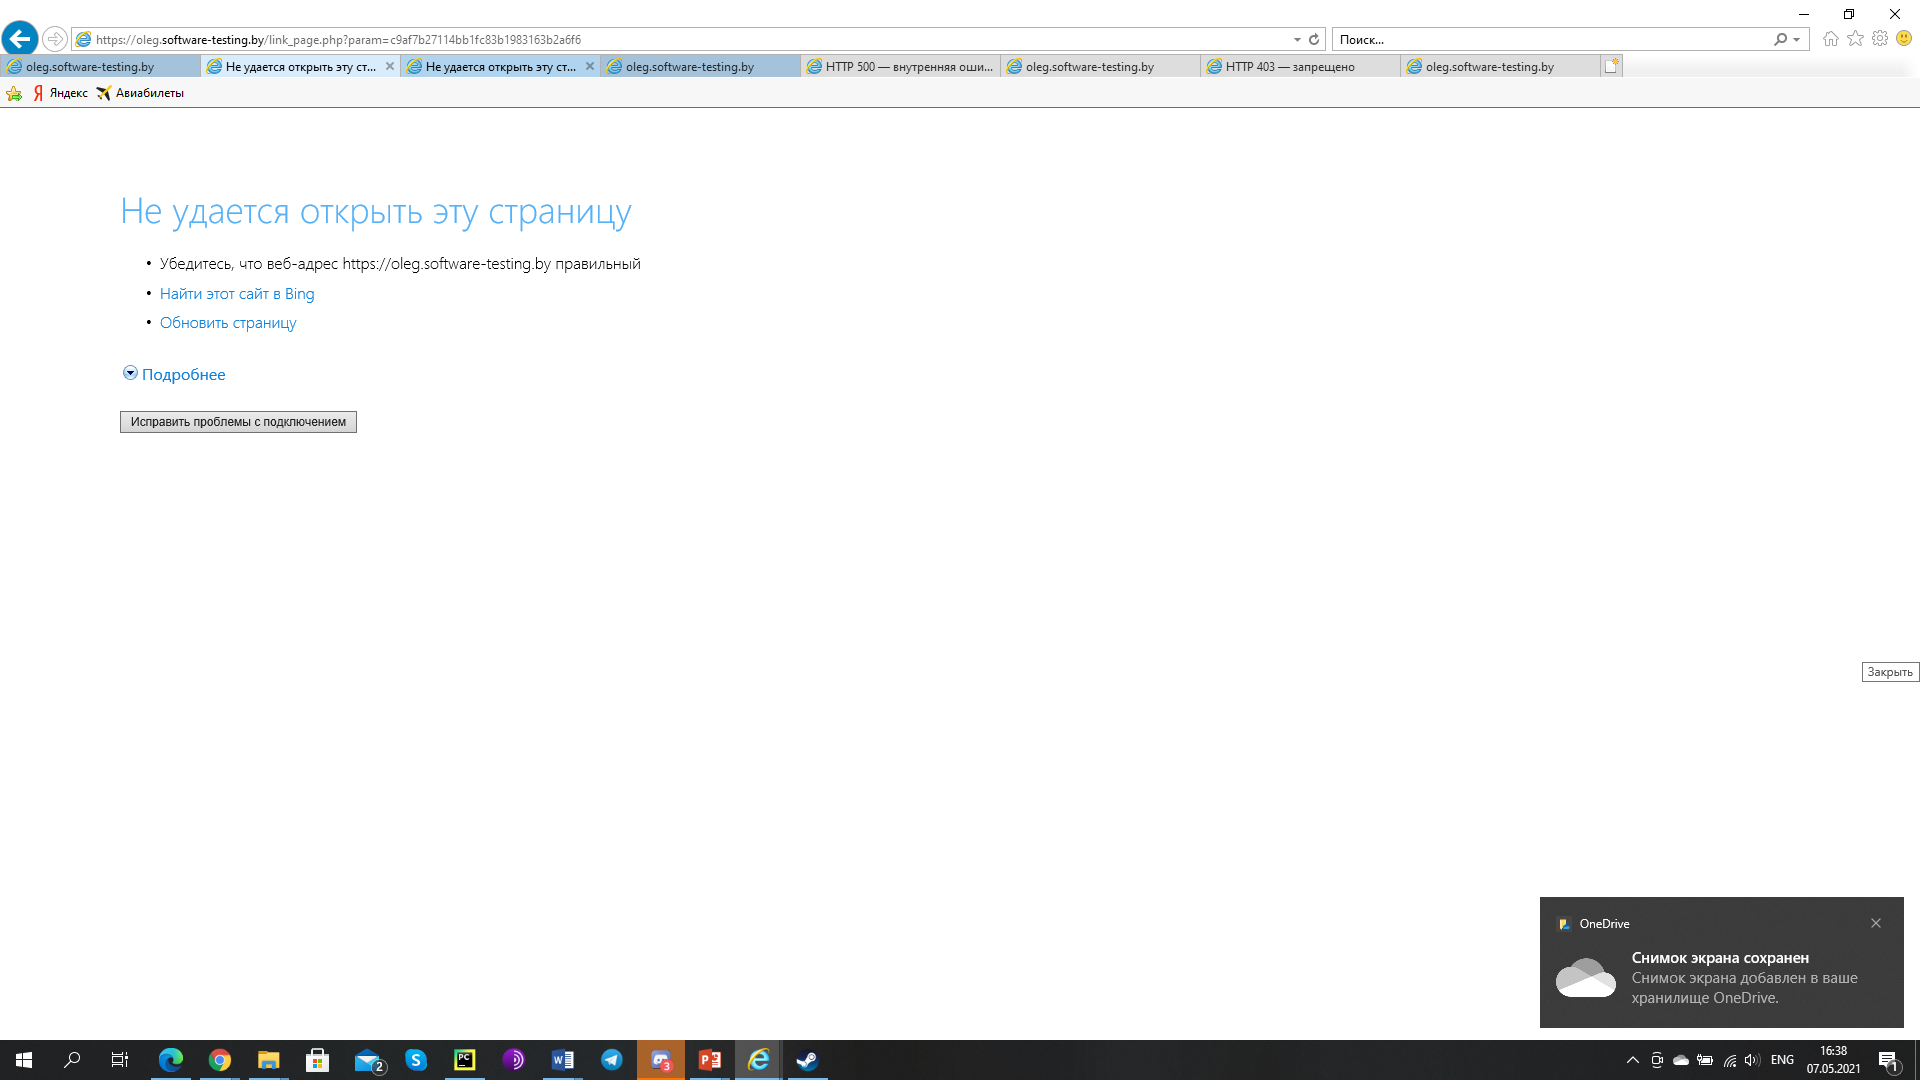 https://oleg.software-testing.by/link_page.php?param=c9af7b27114bb1fc83b1983163b2a6f6
Поиск...
oleg.software-testing.by
Не удается открыть эту ст...
Не удается открыть эту ст...
oleg.software-testing.by
HTTP 500 — внутренняя оши...
oleg.software-testing.by
HTTP 403 — запрещено
oleg.software-testing.by
Яндекс
Авиабилеты
Не удается открыть эту страницу
• Убедитесь, что веб-адрес https://oleg.software-testing.by правильный
• Найти этот сайт в Bing
• Обновить страницу
Подробнее
Исправить проблемы с подключением
Закрыть
OneDrive
Снимок экрана сохранен
Снимок экрана добавлен в ваше
хранилище OneDrive.
2
3
ENG
16:38
07.05.2021
1